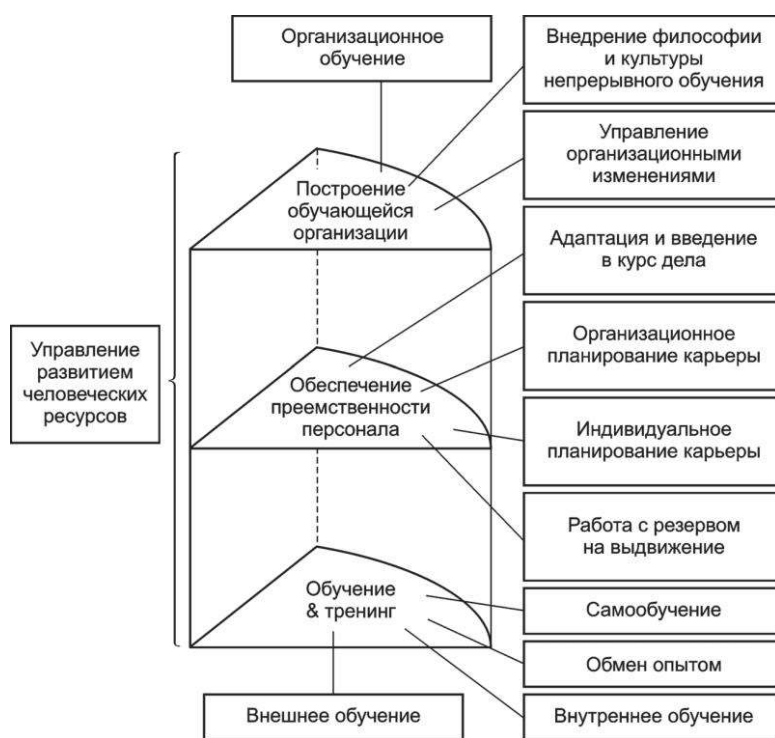 Организационное
обучение
Внедрение философии
и культуры
непрерывного обучения
Управление
организационными
изменениями
Построение
обучающейся
организации
Адаптация и введение
в курс дела
Управление
развитием
человеческих
ресурсов
Организационное
планирование карьеры
Обеспечение
преемственности
персонала
Индивидуальное
планирование карьеры
Работа с резервом
на выдвижение
Обучение
& тренинг
Самообучение
Обмен опытом
Внешнее обучение
Внутреннее обучение